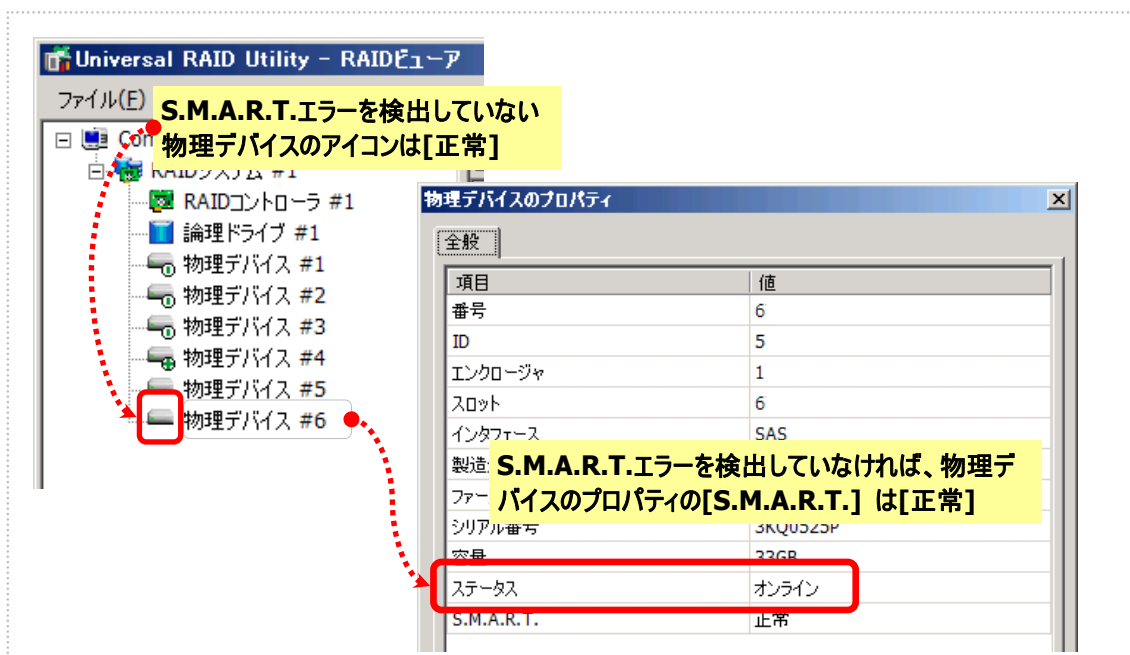 Universal RAID Utility - RAIDビューア
ファイル(F)
S.M.A.R.T.エラーを検出していない
物理デバイスのアイコンは[正常]
RAIDシステム #1
RAIDコントローラ #1
論理ドライブ #1
物理デバイス #1
物理デバイス #2
物理デバイス #3
物理デバイス #4
物理デバイス #5
物理デバイス #6
物理デバイスのプロパティ
全般
項目 値
番号 6
ID 5
エンクロージャ 1
スロット 6
インタフェース SAS
S.M.A.R.T.エラーを検出していなければ、物理デ
バイスのプロパティの[S.M.A.R.T.] は[正常]
シリアル番号 3KQ0525P
容量 33GB
ステータス オンライン
S.M.A.R.T. 正常